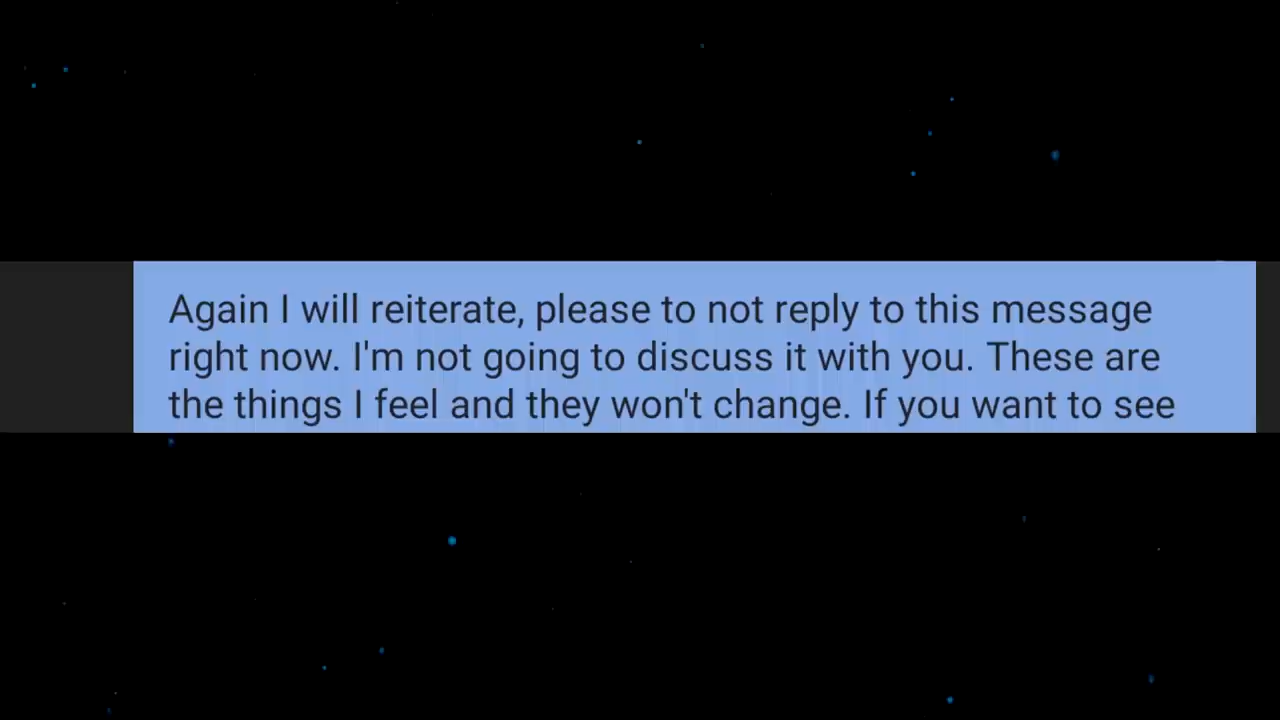 Again I will reiterate, please to not reply to this message
right now. I'm not going to discuss it with you. These are
the things I feel and they won't change. If you want to see